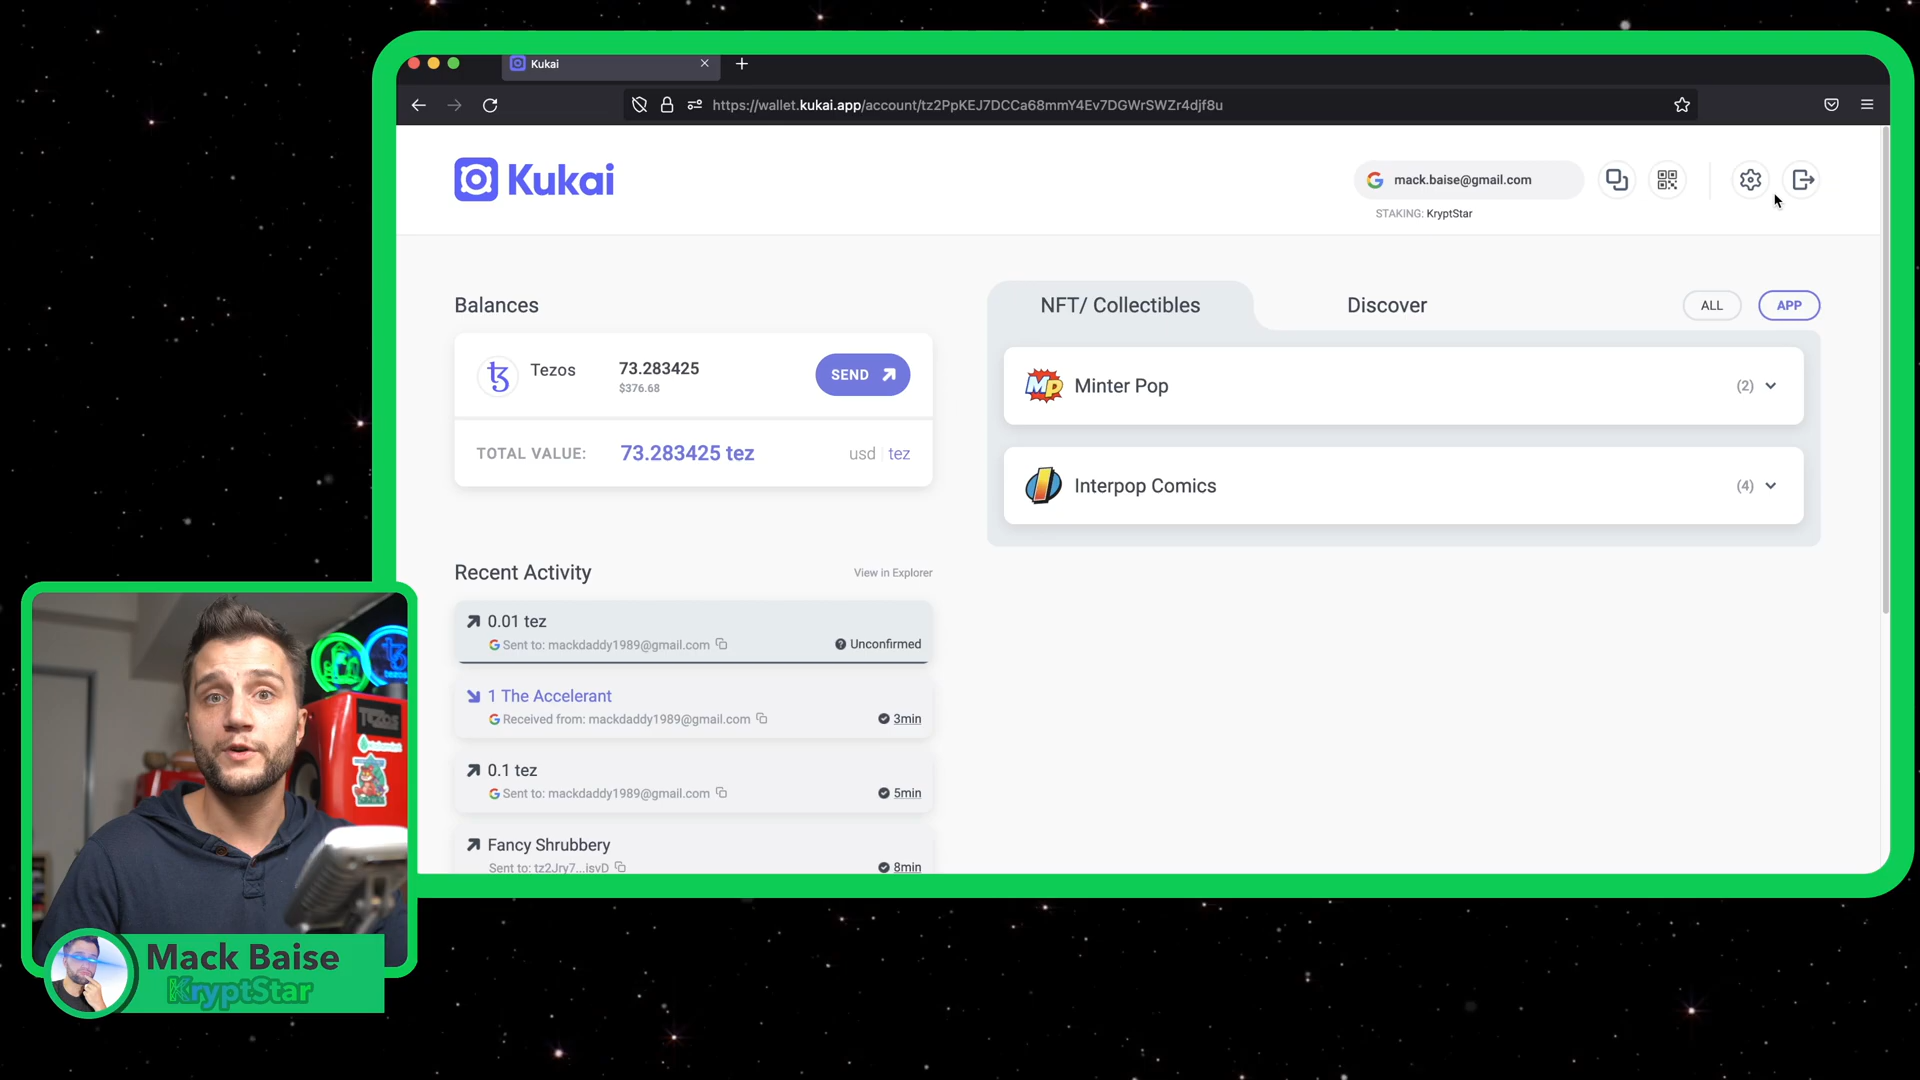 Kukai
https://wallet.kukai.app/account/tz2PpKEJ7DCCa68mmY4Ev7DGWrSWZr4djf8u
Kukai
mack.baise@gmail.com
STAKING: KryptStar
Balances
Tezos 73.283425
$376.68
SEND
TOTAL VALUE: 73.283425 tez usd tez
NFT/ Collectibles Discover ALL APP
MP Minter Pop (2)
Interpop Comics (4)
Recent Activity View in Explorer
0.01 tez
Sent to: mackdaddy1989@gmail.com Unconfirmed
1 The Accelerant
Received from: mackdaddy1989@gmail.com 3min
0.1 tez
Sent to: mackdaddy1989@gmail.com 5min
Fancy Shrubbery
Sent to: tz2Jry7...isvD 8min
TEZOS
Mack Baise
KryptStar